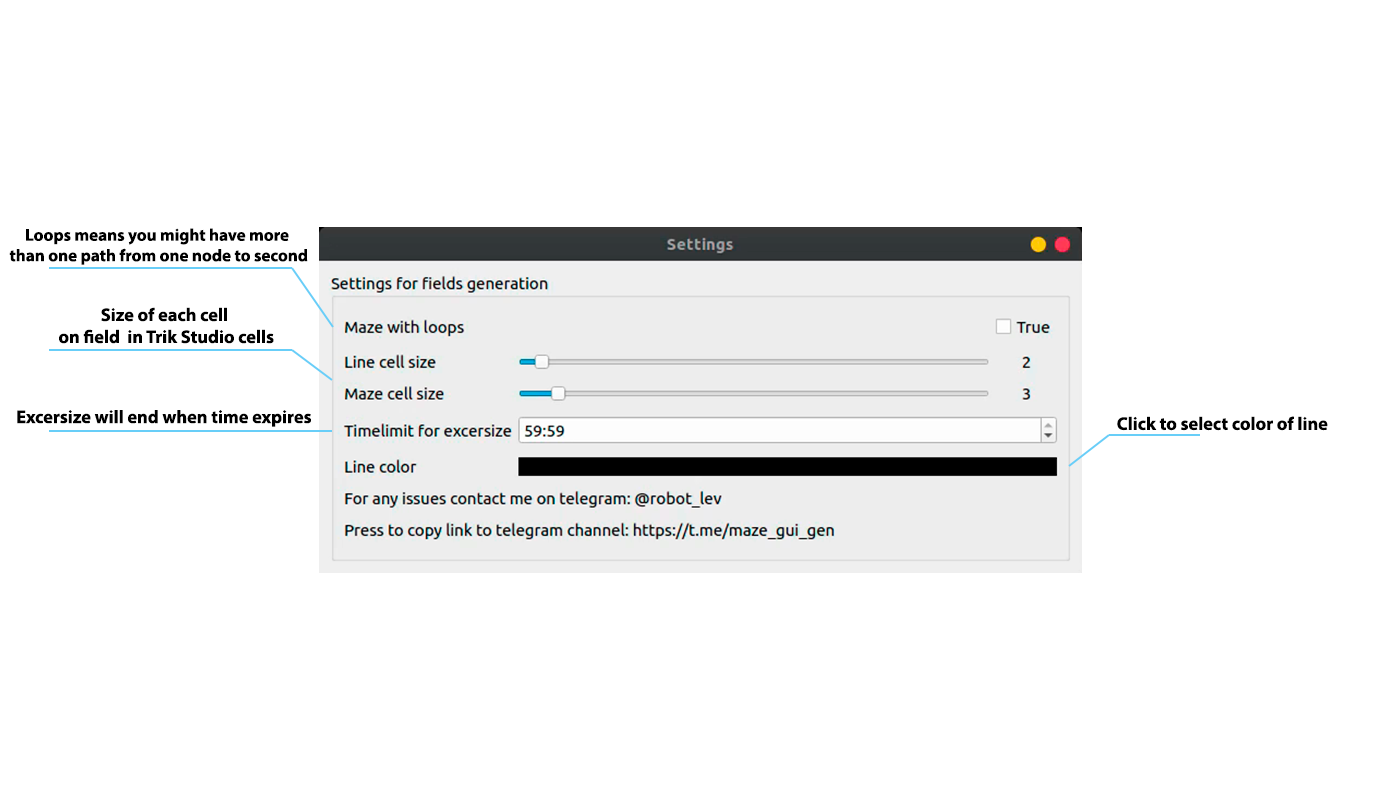 Loops means you might have more
than one path from one node to second
Size of each cell
on field in Trik Studio cells
Excersize will end when time expires
Settings
Settings for fields generation
Maze with loops
True
Line cell size
2
Maze cell size
3
Timelimit for excersize
59:59
Line color
For any issues contact me on telegram: @robot_lev
Press to copy link to telegram channel: https://t.me/maze_gui_gen
Click to select color of line